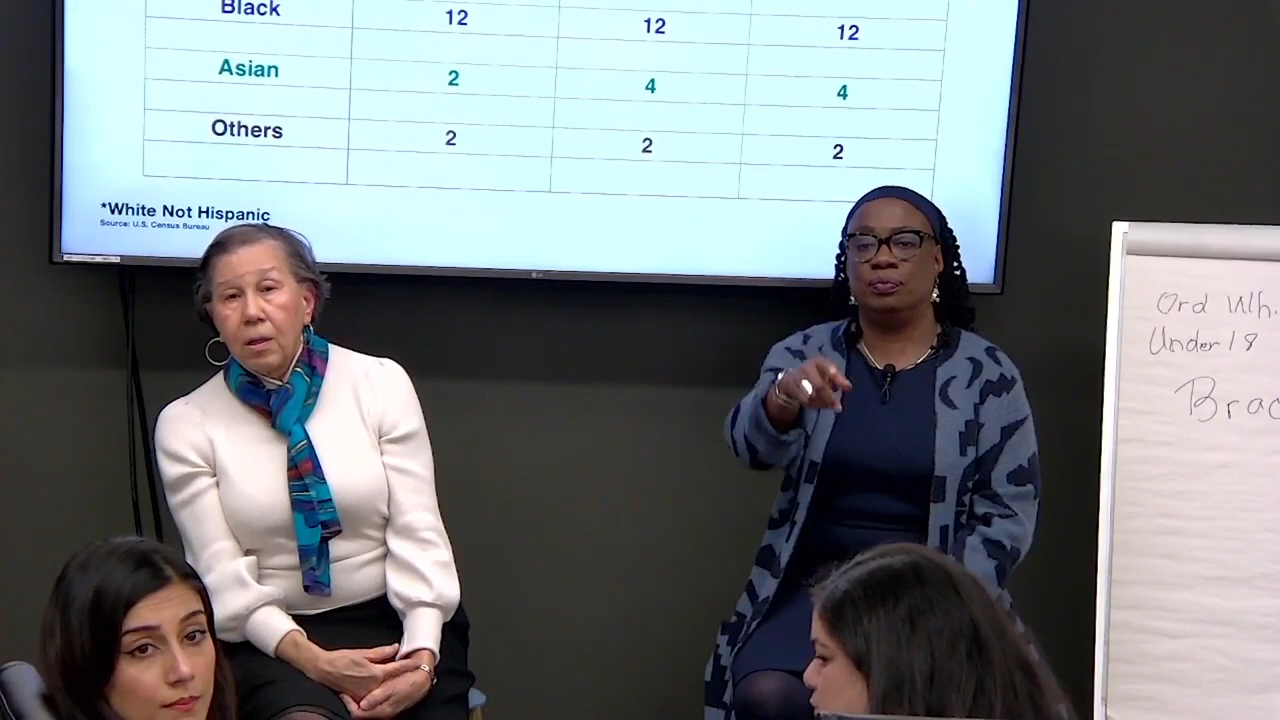 Black 12 12 12
Asian 2 4 4
Others 2 2 2
*White Not Hispanic
Source: U.S. Census Bureau
LG
Ord Wh.
Under 18
Brac